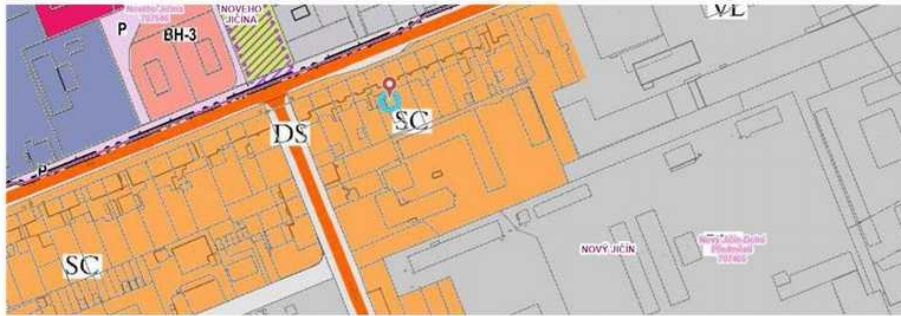 NOVÉHO
JIČÍNA
P
BH-3
VL
DS
SC
P
SC
NOVÝ JIČÍN
Nový Jičín-Dolní
Předměstí
707465